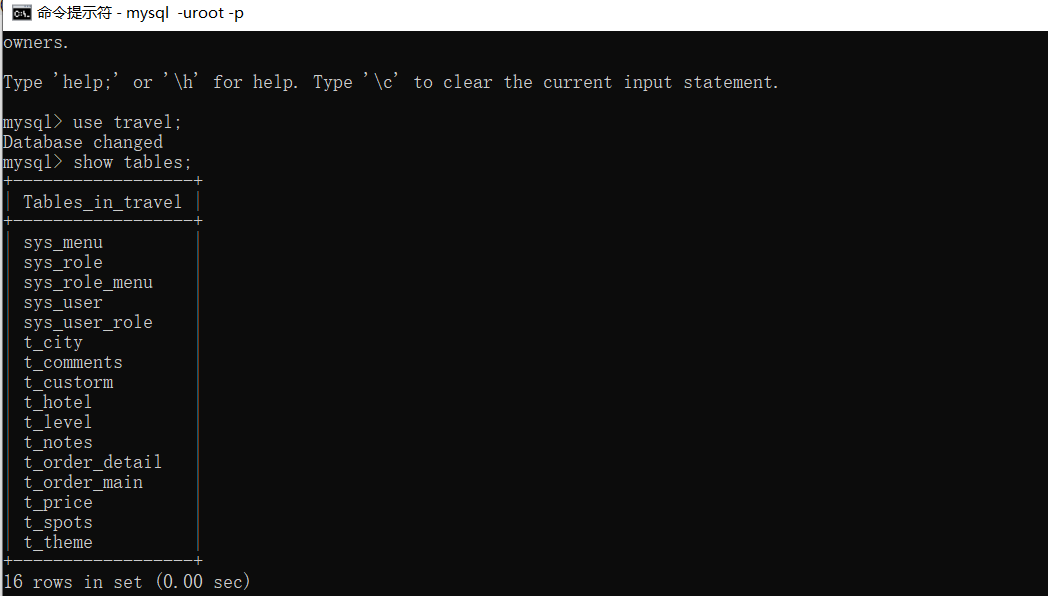 命令提示符 - mysql  -uroot -p
owners.
Type 'help;' or '\h' for help. Type '\c' to clear the current input statement.
mysql> use travel;
Database changed
mysql> show tables;
+------------------+
| Tables_in_travel |
+------------------+
| sys_menu         |
| sys_role         |
| sys_role_menu    |
| sys_user         |
| sys_user_role    |
| t_city           |
| t_comments       |
| t_custorm        |
| t_hotel          |
| t_level          |
| t_notes          |
| t_order_detail   |
| t_order_main     |
| t_price          |
| t_spots          |
| t_theme          |
+------------------+
16 rows in set (0.00 sec)